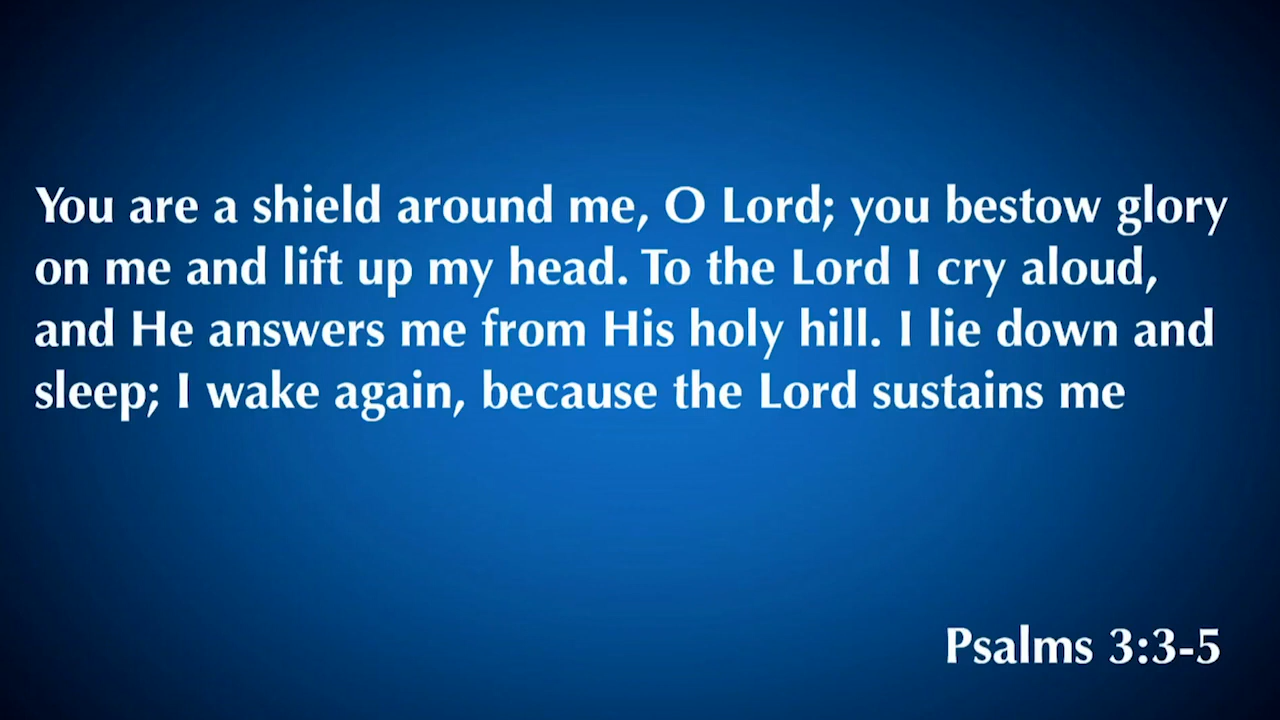 You are a shield around me, O Lord; you bestow glory
on me and lift up my head. To the Lord I cry aloud,
and He answers me from His holy hill. I lie down and
sleep; I wake again, because the Lord sustains me
Psalms 3:3-5